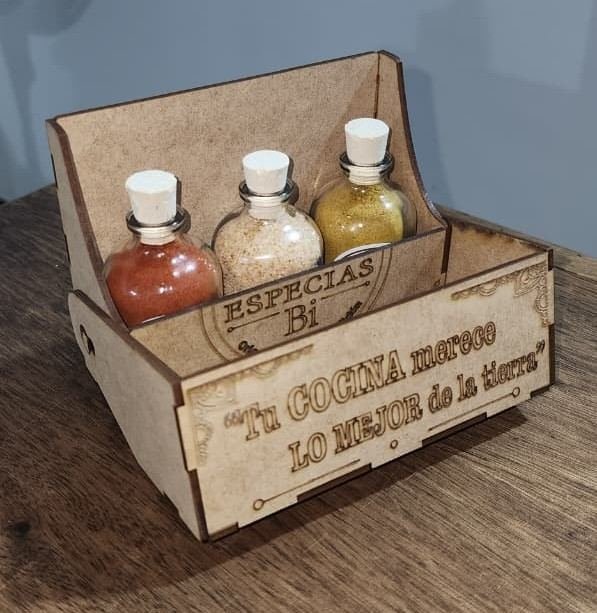 ESPECIAS
Bi
"Tu COCINA merece
LO MEJOR de la tierra"